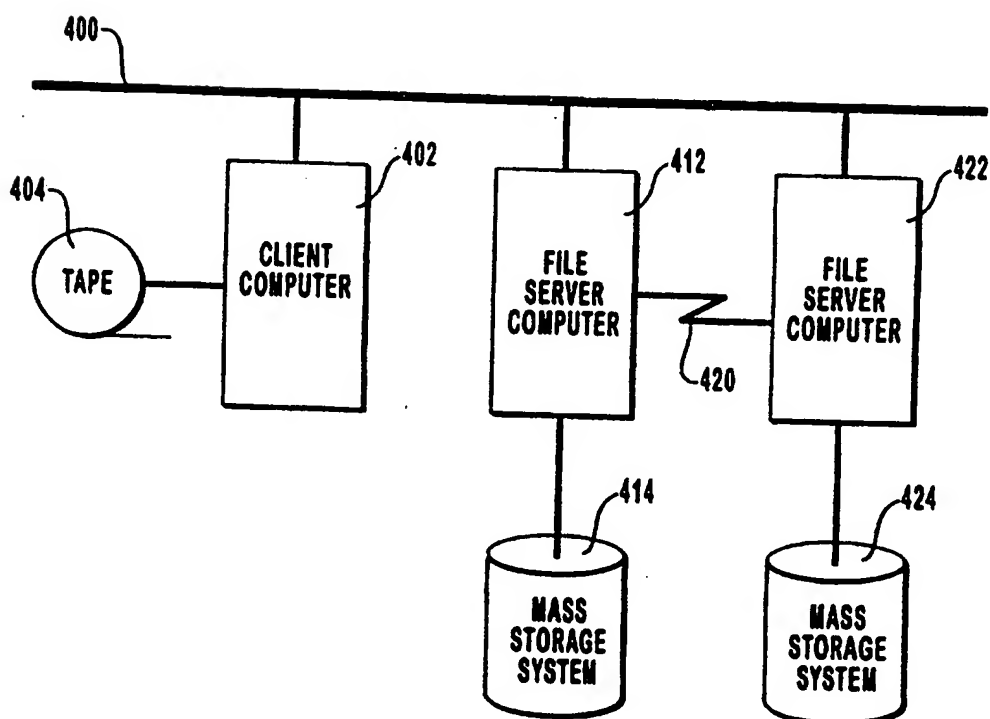 400
402
412
422
404
TAPE
CLIENT
COMPUTER
FILE
SERVER
COMPUTER
FILE
SERVER
COMPUTER
420
414
424
MASS
STORAGE
SYSTEM
MASS
STORAGE
SYSTEM